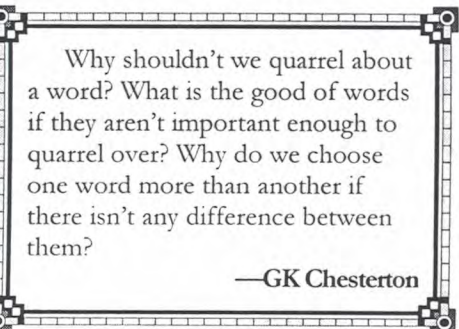 Why shouldn't we quarrel about
a word? What is the good of words
if they aren't important enough to
quarrel over? Why do we choose
one word more than another if
there isn't any difference between
them?
—GK Chesterton